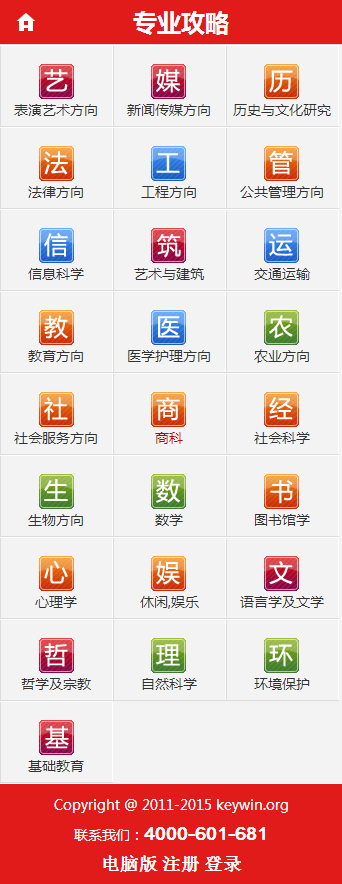 专业攻略
艺 媒 历
表演艺术方向 新闻传媒方向 历史与文化研究
法 工 管
法律方向 工程方向 公共管理方向
信 筑 运
信息科学 艺术与建筑 交通运输
教 医 农
教育方向 医学护理方向 农业方向
社 商 经
社会服务方向 商科 社会科学
生 数 书
生物方向 数学 图书馆学
心 娱 文
心理学 休闲,娱乐 语言学及文学
哲 理 环
哲学及宗教 自然科学 环境保护
基
基础教育
Copyright @ 2011-2015 keywin.org
联系我们：4000-601-681
电脑版 注册 登录